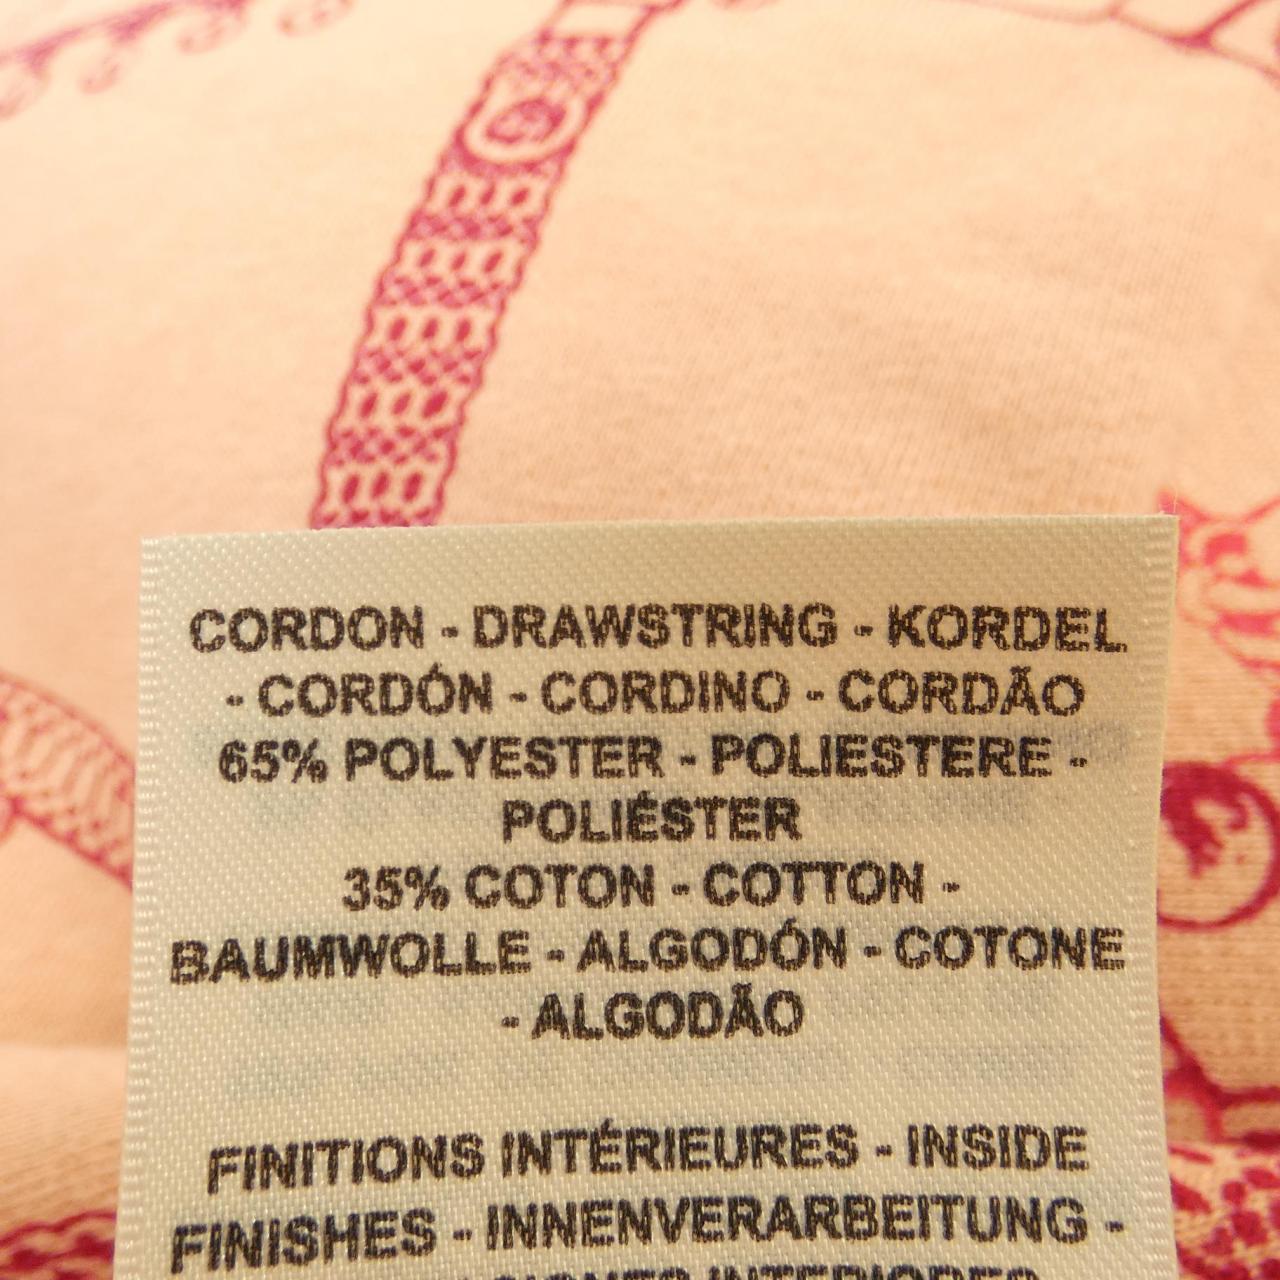 CORDON - DRAWSTRING - KORDEL
- CORDÓN - CORDINO - CORDÃO
65% POLYESTER - POLIESTERE -
POLIÉSTER
35% COTON - COTTON -
BAUMWOLLE - ALGODÓN - COTONE
- ALGODÃO
FINITIONS INTÉRIEURES - INSIDE
FINISHES - INNENVERARBEITUNG -
INTERIORES